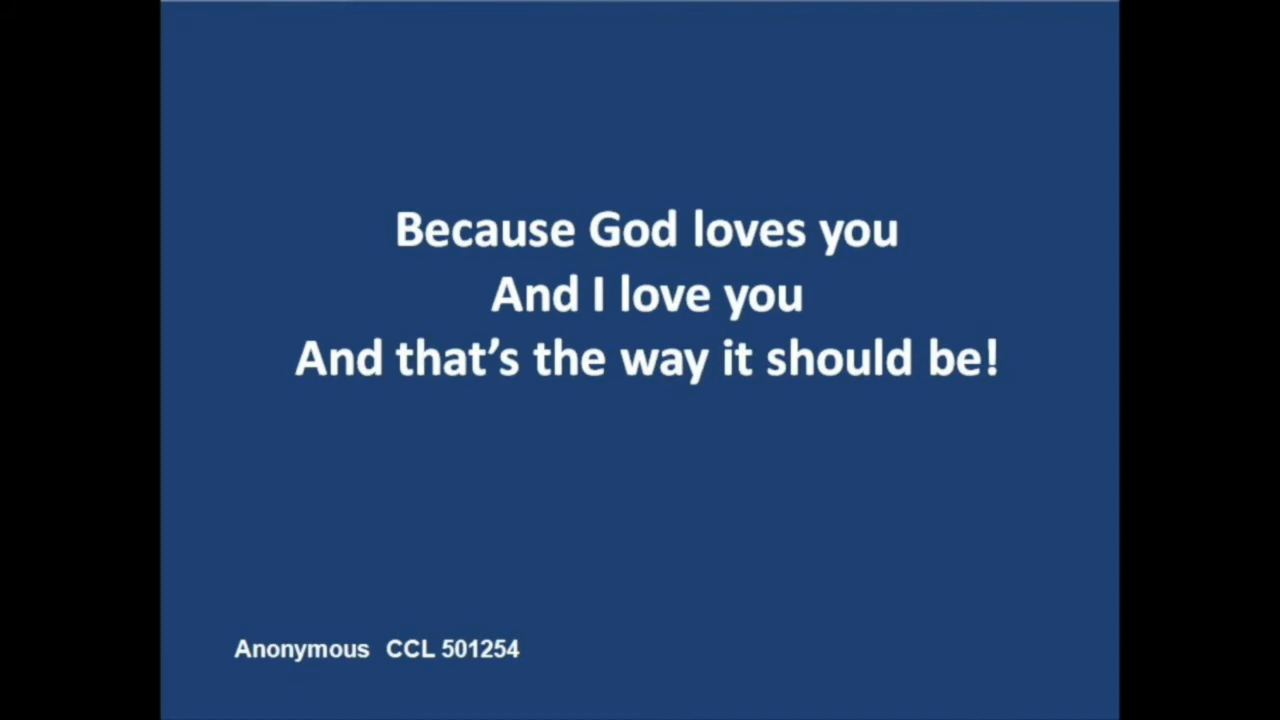 Because God loves you
And I love you
And that’s the way it should be!
Anonymous CCL 501254